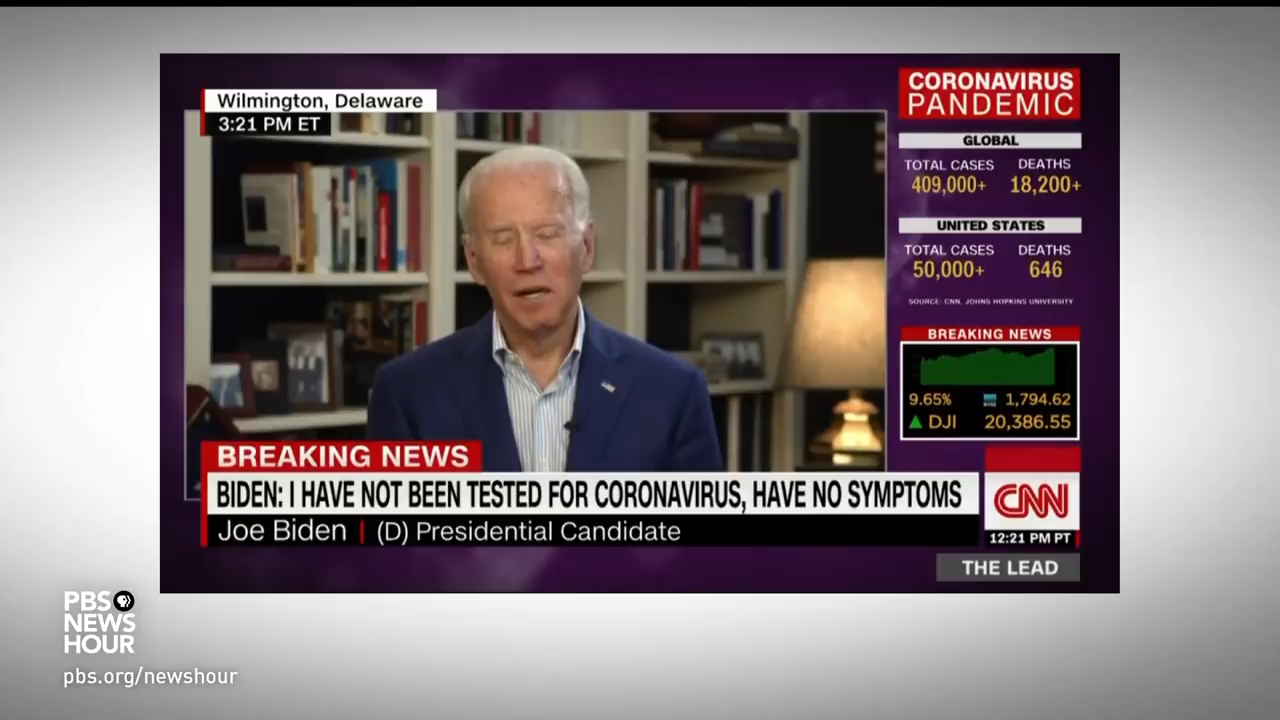 Wilmington, Delaware
3:21 PM ET
CORONAVIRUS
PANDEMIC
GLOBAL
TOTAL CASES DEATHS
409,000+ 18,200+
UNITED STATES
TOTAL CASES DEATHS
50,000+ 646
SOURCE: CNN, JOHNS HOPKINS UNIVERSITY
BREAKING NEWS
9.65% NYSE 1,794.62
DJI 20,386.55
BREAKING NEWS
BIDEN: I HAVE NOT BEEN TESTED FOR CORONAVIRUS, HAVE NO SYMPTOMS
Joe Biden | (D) Presidential Candidate
CNN
12:21 PM PT
THE LEAD
PBS
NEWS
HOUR
pbs.org/newshour